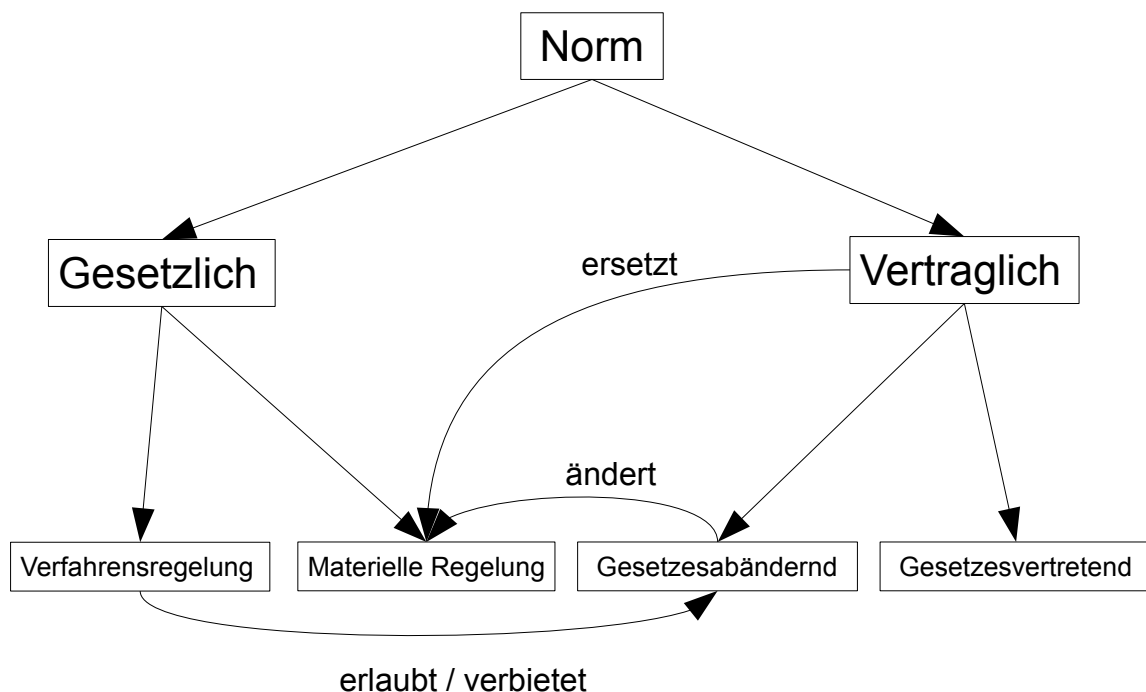 Norm
Gesetzlich
ersetzt
Vertraglich
ändert
Verfahrensregelung
Materielle Regelung
Gesetzesabändernd
Gesetzesvertretend
erlaubt / verbietet